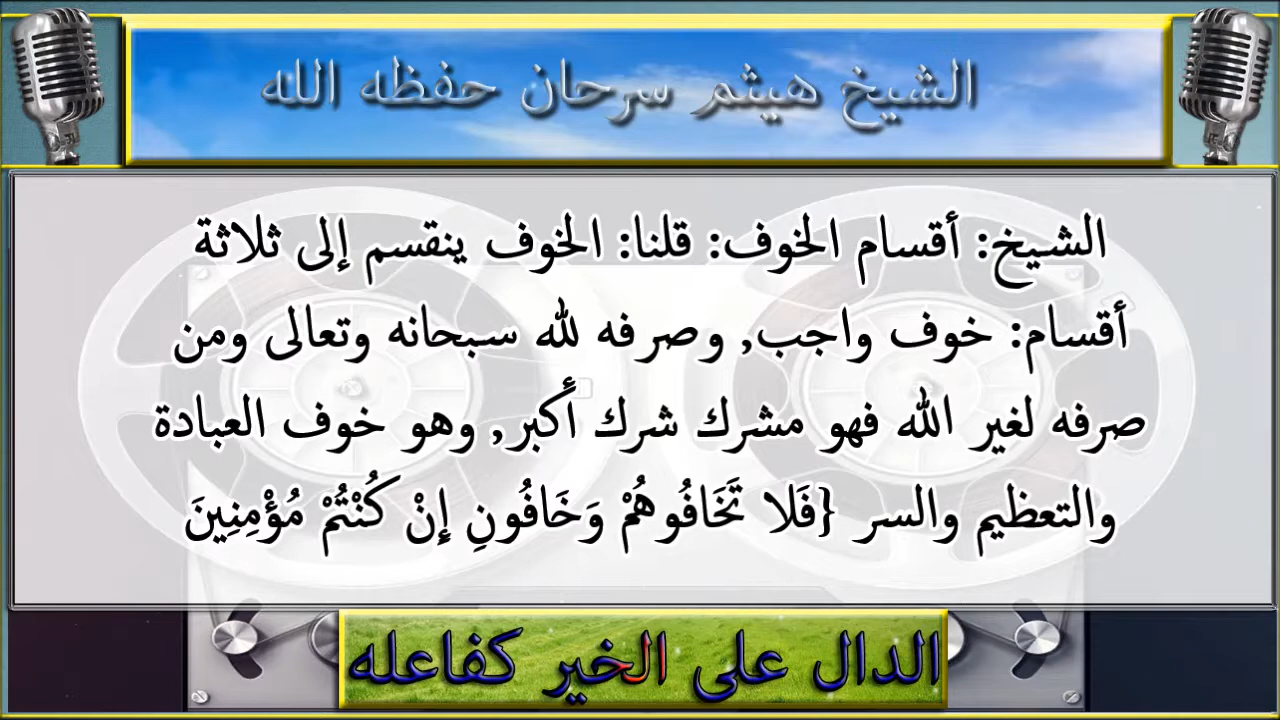 الشيخ هيثم سرحان حفظه الله
الشيخ: أقسام الخوف: قلنا: الخوف ينقسم إلى ثلاثة
أقسام: خوف واجب, وصرفه لله سبحانه وتعالى ومن
صرفه لغير الله فهو مشرك شرك أكبر, وهو خوف العبادة
والتعظيم والسر {فَلا تَخَافُوهُمْ وَخَافُونِ إِنْ كُنْتُمْ مُؤْمِنِينَ
الدال على الخير كفاعله